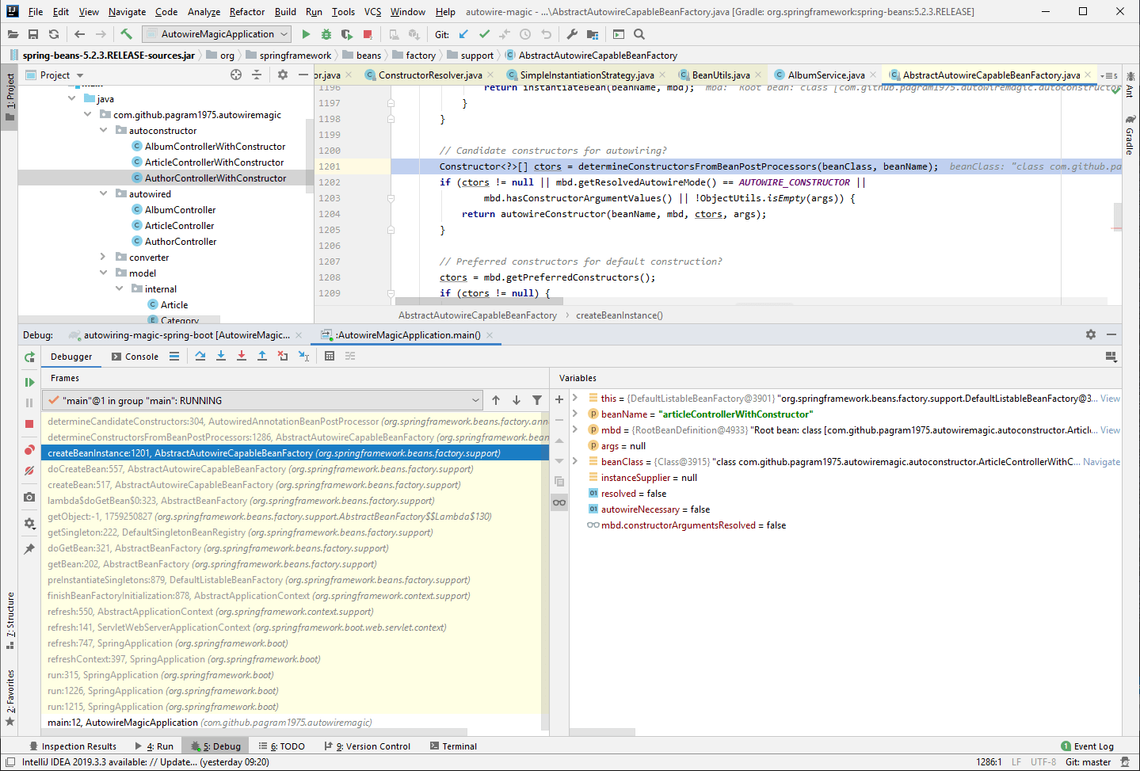 File Edit View Navigate Code Analyze Refactor Build Run Tools VCS Window Help autowire-magic - ...\AbstractAutowireCapableBeanFactory.java [Gradle: org.springframework:spring-beans:5.2.3.RELEASE]
AutowireMagicApplication Git:
spring-beans-5.2.3.RELEASE-sources.jar org springframework beans factory support AbstractAutowireCapableBeanFactory
1: Project
Project
or.java ConstructorResolver.java SimpleInstantiationStrategy.java BeanUtils.java AlbumService.java AbstractAutowireCapableBeanFactory.java
Ant
Gradle
java
com.github.pagram1975.autowiremagic
autoconstructor
AlbumControllerWithConstructor
ArticleControllerWithConstructor
AuthorControllerWithConstructor
autowired
AlbumController
ArticleController
AuthorController
converter
model
internal
Article
Category
1196 return instantiateBean(beanName, mbd); mbd: "Root bean: class [com.github.pagram1975.autowiremagic.autoconstructor
1197 }
1198 }
1199
1200 // Candidate constructors for autowiring?
1201 Constructor<?>[] ctors = determineConstructorsFromBeanPostProcessors(beanClass, beanName); beanClass: "class com.github.pa
1202 if (ctors != null || mbd.getResolvedAutowireMode() == AUTOWIRE_CONSTRUCTOR ||
1203 mbd.hasConstructorArgumentValues() || !ObjectUtils.isEmpty(args)) {
1204 return autowireConstructor(beanName, mbd, ctors, args);
1205 }
1206
1207 // Preferred constructors for default construction?
1208 ctors = mbd.getPreferredConstructors();
1209 if (ctors != null) {
AbstractAutowireCapableBeanFactory createBeanInstance()
Debug: autowiring-magic-spring-boot [AutowireMagic... :AutowireMagicApplication.main()
Debugger Console
Frames
"main"@1 in group "main": RUNNING
determineCandidateConstructors:304, AutowiredAnnotationBeanPostProcessor (org.springframework.beans.factory.anno
determineConstructorsFromBeanPostProcessors:1286, AbstractAutowireCapableBeanFactory (org.springframework.bean
createBeanInstance:1201, AbstractAutowireCapableBeanFactory (org.springframework.beans.factory.support)
doCreateBean:557, AbstractAutowireCapableBeanFactory (org.springframework.beans.factory.support)
createBean:517, AbstractAutowireCapableBeanFactory (org.springframework.beans.factory.support)
lambda$doGetBean$0:323, AbstractBeanFactory (org.springframework.beans.factory.support)
getObject:-1, 1759250827 (org.springframework.beans.factory.support.AbstractBeanFactory$$Lambda$130)
getSingleton:222, DefaultSingletonBeanRegistry (org.springframework.beans.factory.support)
doGetBean:321, AbstractBeanFactory (org.springframework.beans.factory.support)
getBean:202, AbstractBeanFactory (org.springframework.beans.factory.support)
preInstantiateSingletons:879, DefaultListableBeanFactory (org.springframework.beans.factory.support)
finishBeanFactoryInitialization:878, AbstractApplicationContext (org.springframework.context.support)
refresh:550, AbstractApplicationContext (org.springframework.context.support)
refresh:141, ServletWebServerApplicationContext (org.springframework.boot.web.servlet.context)
refresh:747, SpringApplication (org.springframework.boot)
refreshContext:397, SpringApplication (org.springframework.boot)
run:315, SpringApplication (org.springframework.boot)
run:1226, SpringApplication (org.springframework.boot)
run:1215, SpringApplication (org.springframework.boot)
main:12, AutowireMagicApplication (com.github.pagram1975.autowiremagic)
Variables
this = {DefaultListableBeanFactory@3901} "org.springframework.beans.factory.support.DefaultListableBeanFactory@3... View
beanName = "articleControllerWithConstructor"
mbd = {RootBeanDefinition@4933} "Root bean: class [com.github.pagram1975.autowiremagic.autoconstructor.Articl... View
args = null
beanClass = {Class@3915} "class com.github.pagram1975.autowiremagic.autoconstructor.ArticleControllerWithC... Navigate
instanceSupplier = null
resolved = false
autowireNecessary = false
mbd.constructorArgumentsResolved = false
7: Structure
2: Favorites
Inspection Results 4: Run 5: Debug 6: TODO 9: Version Control Terminal 1 Event Log
IntelliJ IDEA 2019.3.3 available: // Update... (yesterday 09:20) 1286:1 LF UTF-8 Git: master